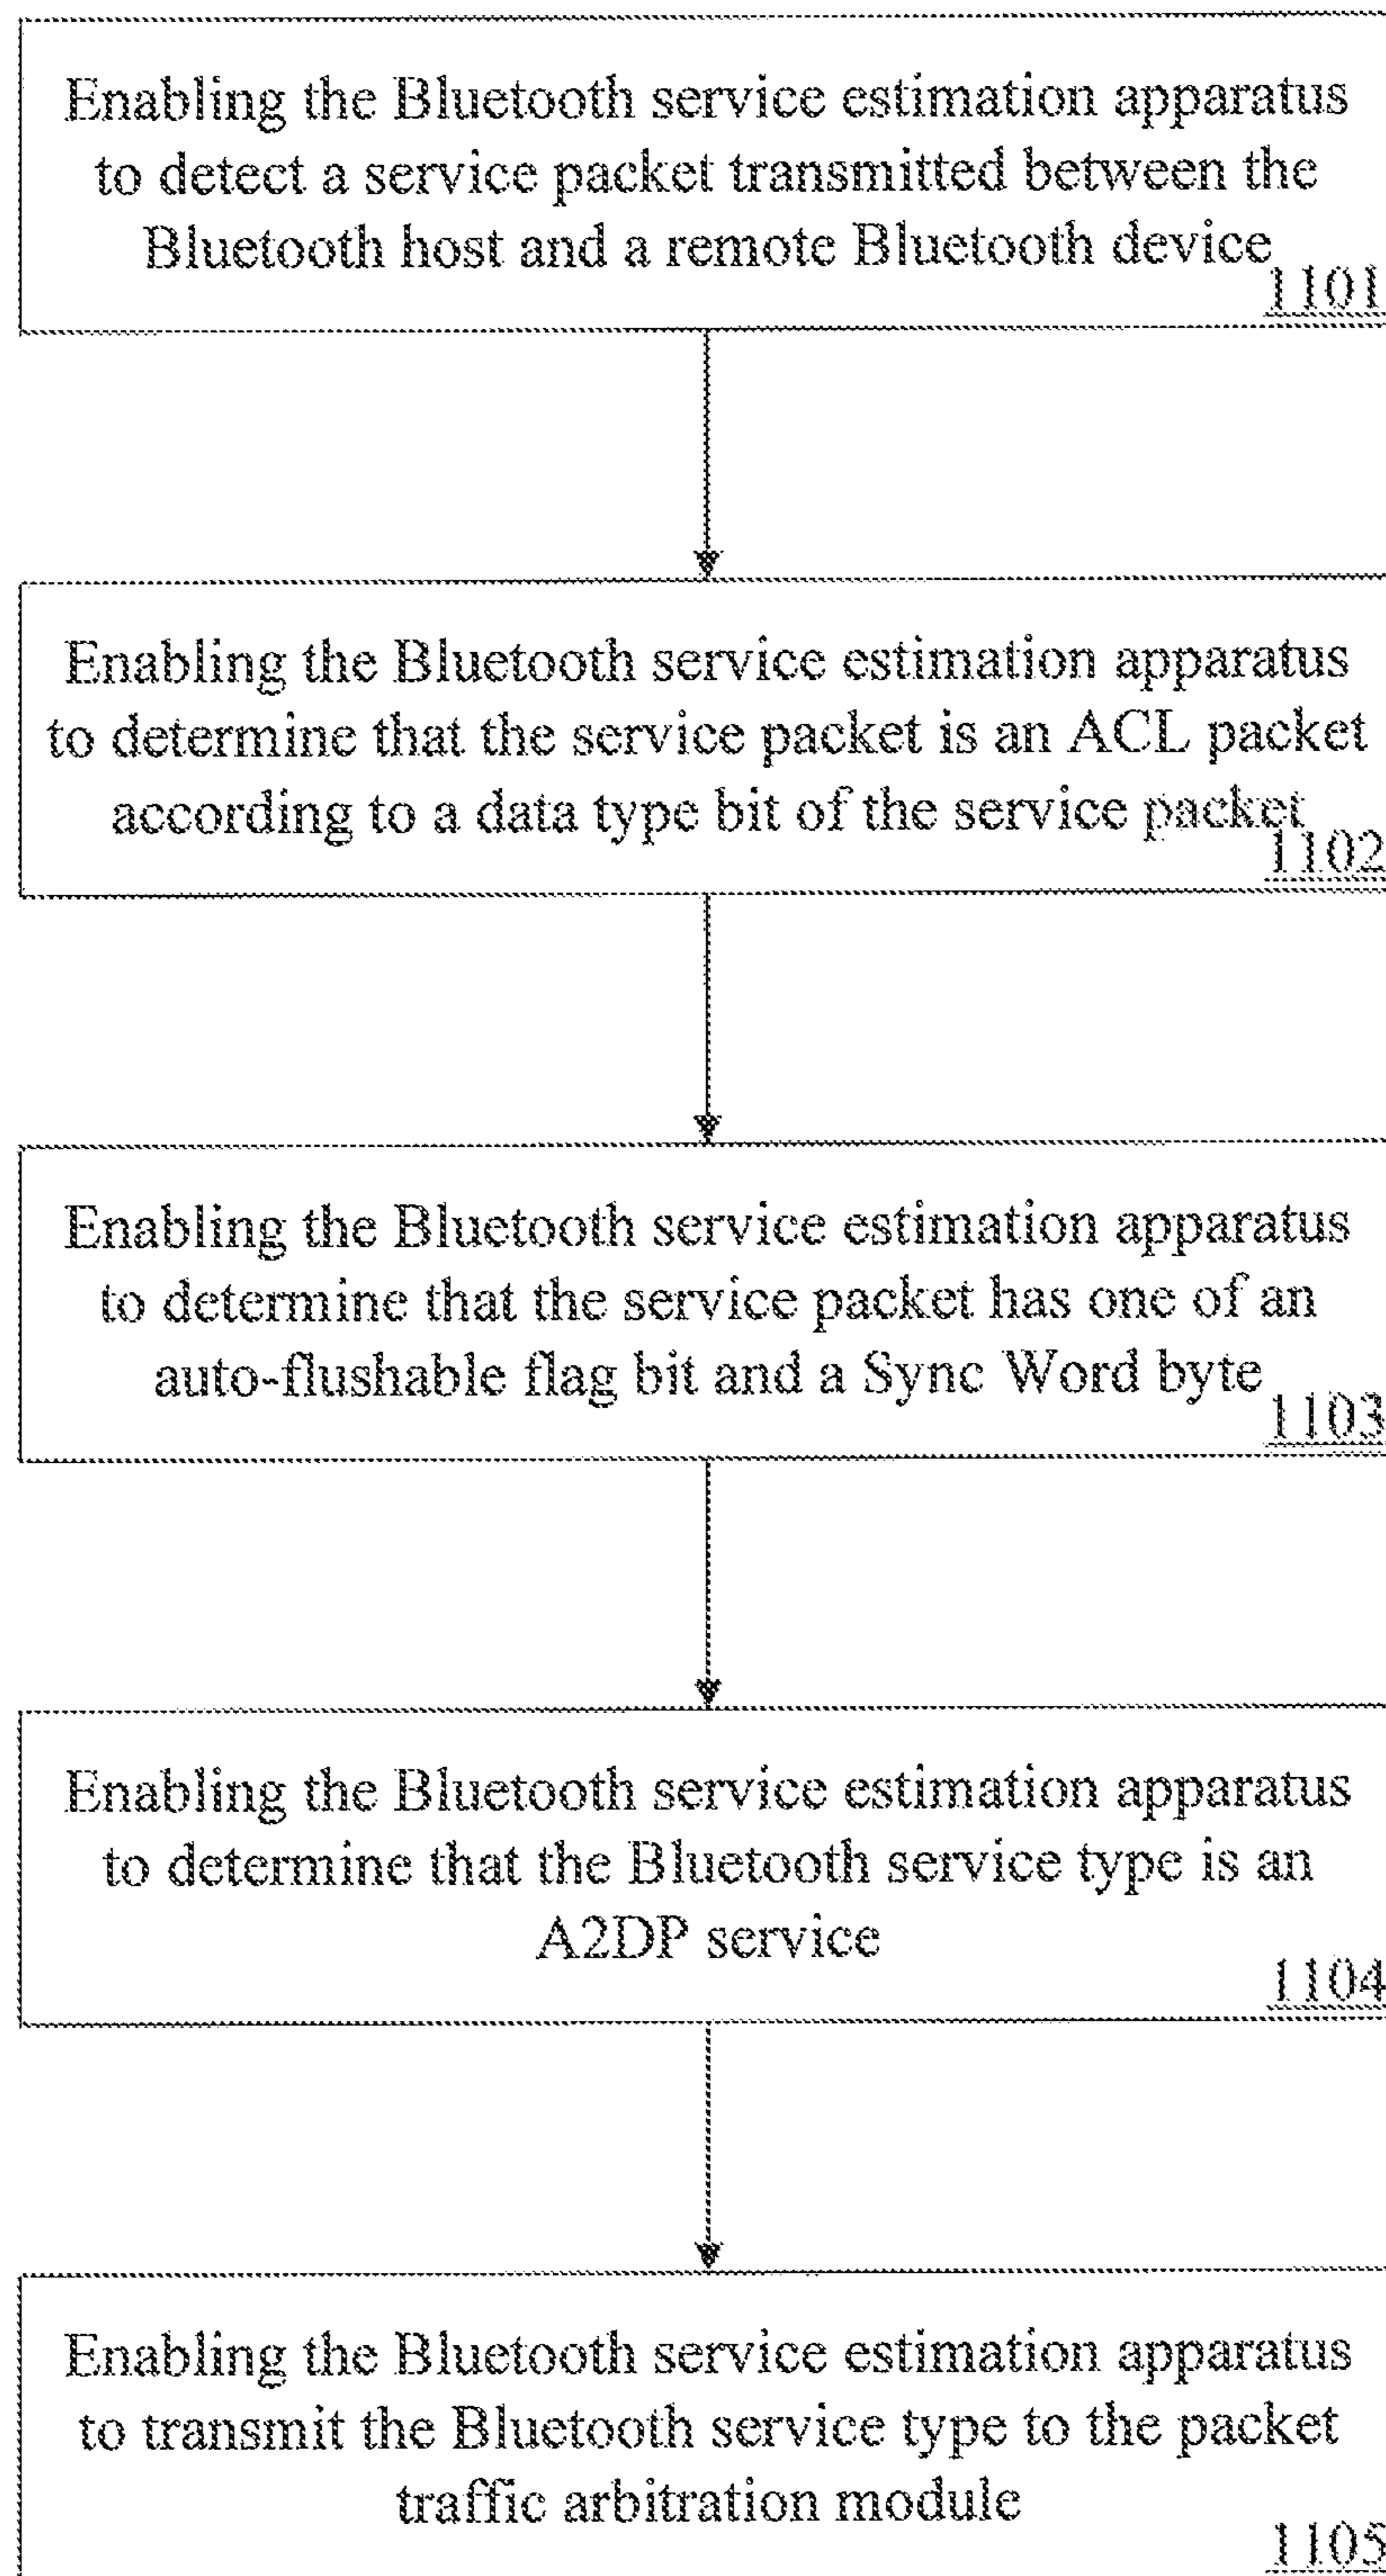 Enabling the Bluetooth service estimation apparatus
to detect a service packet transmitted between the
Bluetooth host and a remote Bluetooth device
1101
Enabling the Bluetooth service estimation apparatus
to determine that the service packet is an ACL packet
according to a data type bit of the service packet
1102
Enabling the Bluetooth service estimation apparatus
to determine that the service packet has one of an
auto-flushable flag bit and a Sync Word byte
1103
Enabling the Bluetooth service estimation apparatus
to determine that the Bluetooth service type is an
A2DP service
1104
Enabling the Bluetooth service estimation apparatus
to transmit the Bluetooth service type to the packet
traffic arbitration module
1105